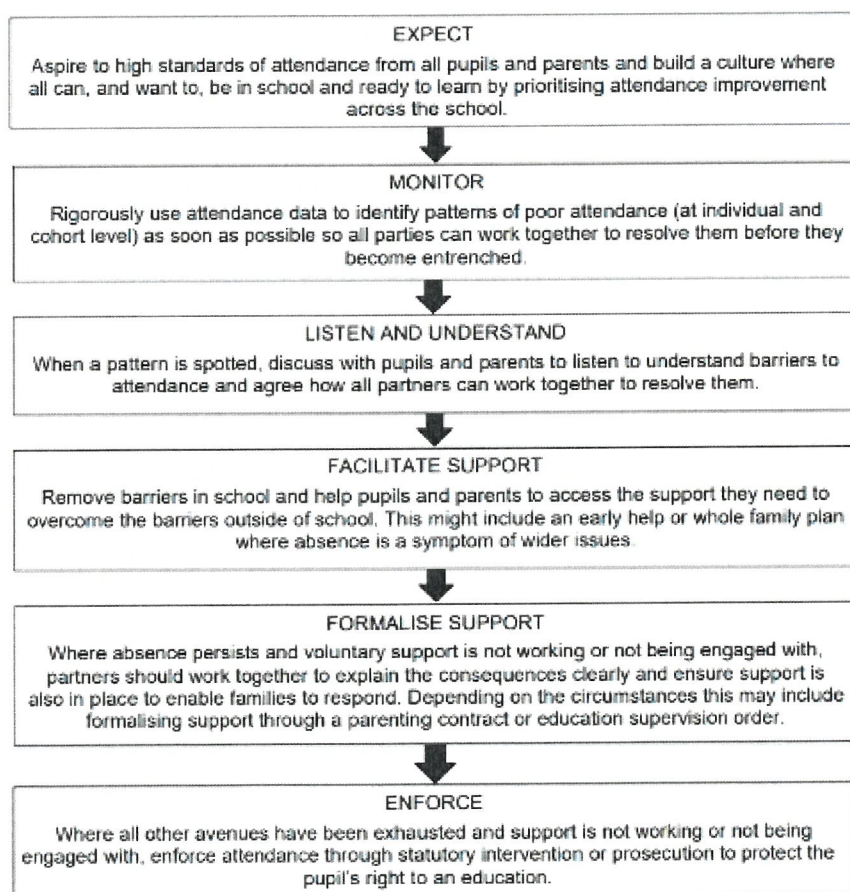 EXPECT
Aspire to high standards of attendance from all pupils and parents and build a culture where
all can, and want to, be in school and ready to learn by prioritising attendance improvement
across the school.
MONITOR
Rigorously use attendance data to identify patterns of poor attendance (at individual and
cohort level) as soon as possible so all parties can work together to resolve them before they
become entrenched.
LISTEN AND UNDERSTAND
When a pattern is spotted, discuss with pupils and parents to listen to understand barriers to
attendance and agree how all partners can work together to resolve them.
FACILITATE SUPPORT
Remove barriers in school and help pupils and parents to access the support they need to
overcome the barriers outside of school. This might include an early help or whole family plan
where absence is a symptom of wider issues.
FORMALISE SUPPORT
Where absence persists and voluntary support is not working or not being engaged with,
partners should work together to explain the consequences clearly and ensure support is
also in place to enable families to respond. Depending on the circumstances this may include
formalising support through a parenting contract or education supervision order.
ENFORCE
Where all other avenues have been exhausted and support is not working or not being
engaged with, enforce attendance through statutory intervention or prosecution to protect the
pupil's right to an education.